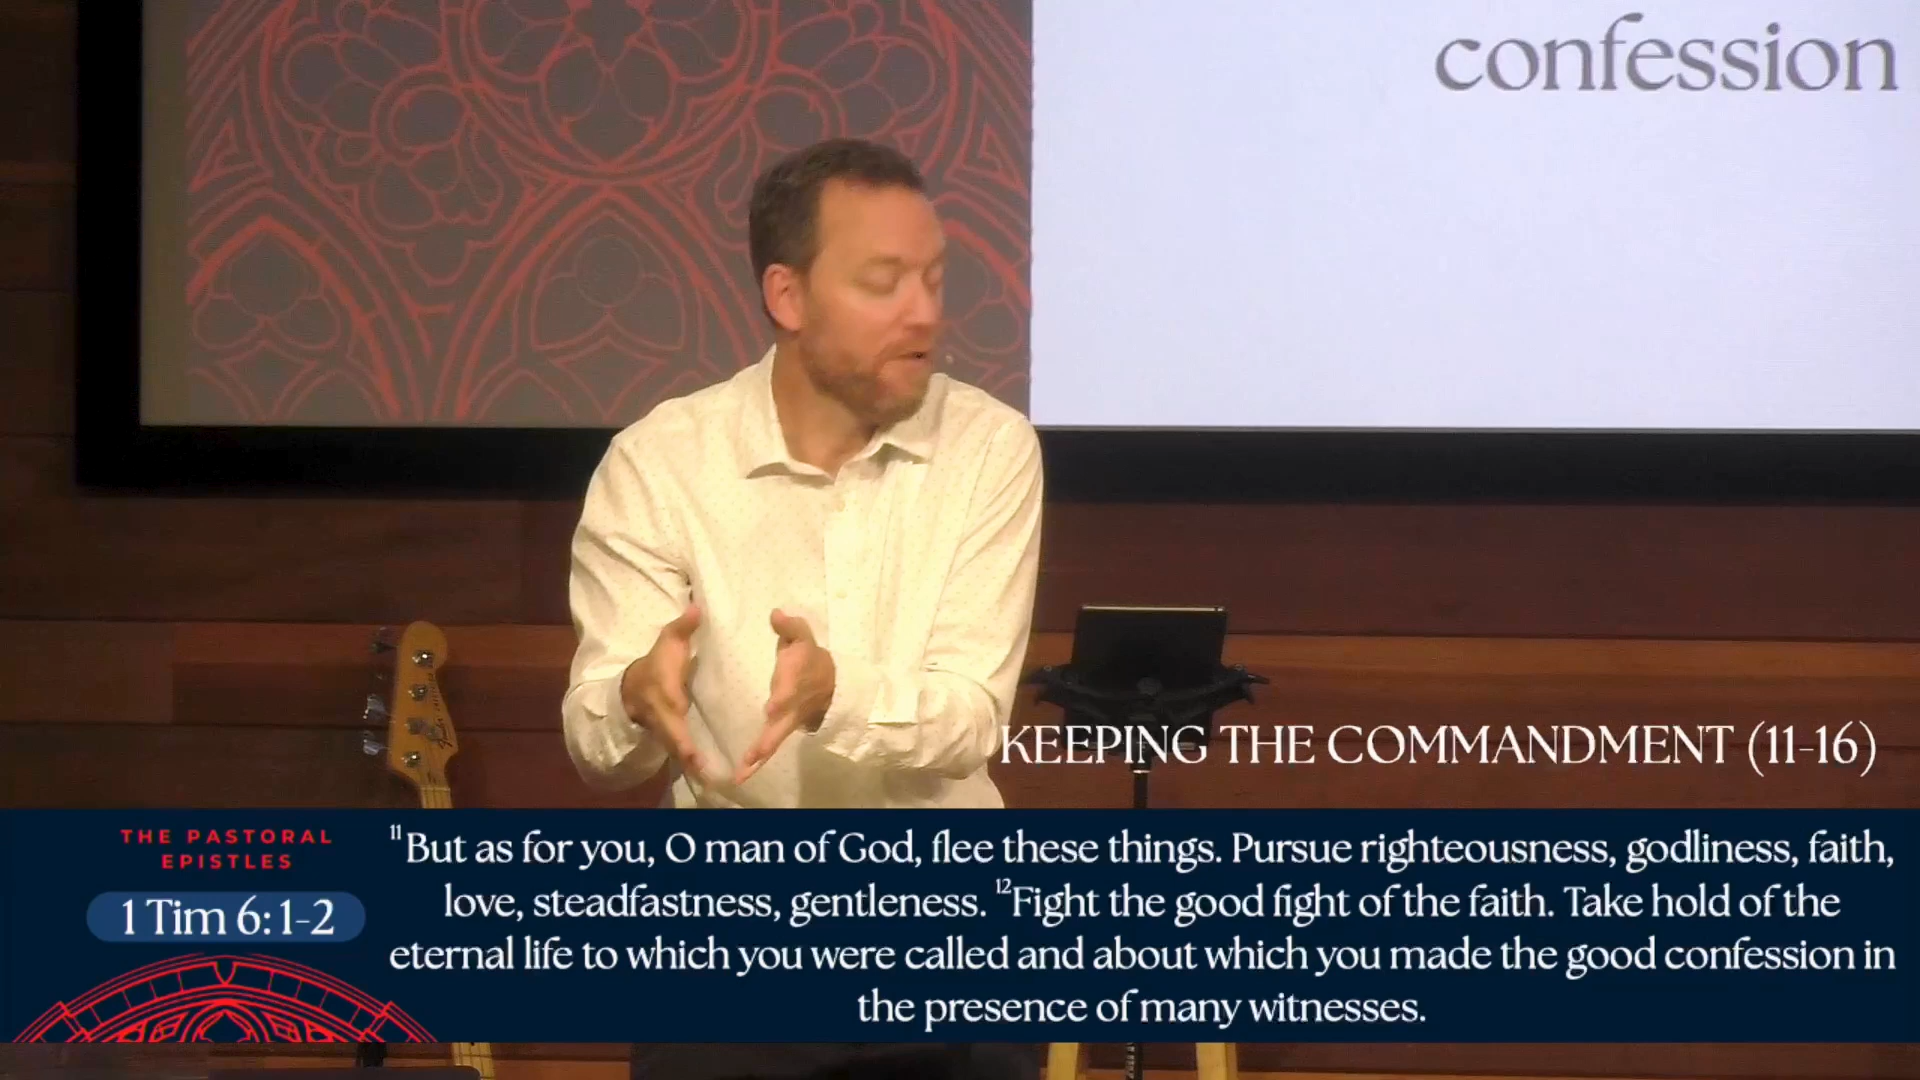 confession
KEEPING THE COMMANDMENT (11-16)
THE PASTORAL
EPISTLES
1 Tim 6:1-2
11But as for you, O man of God, flee these things. Pursue righteousness, godliness, faith,
love, steadfastness, gentleness. 12Fight the good fight of the faith. Take hold of the
eternal life to which you were called and about which you made the good confession in
the presence of many witnesses.